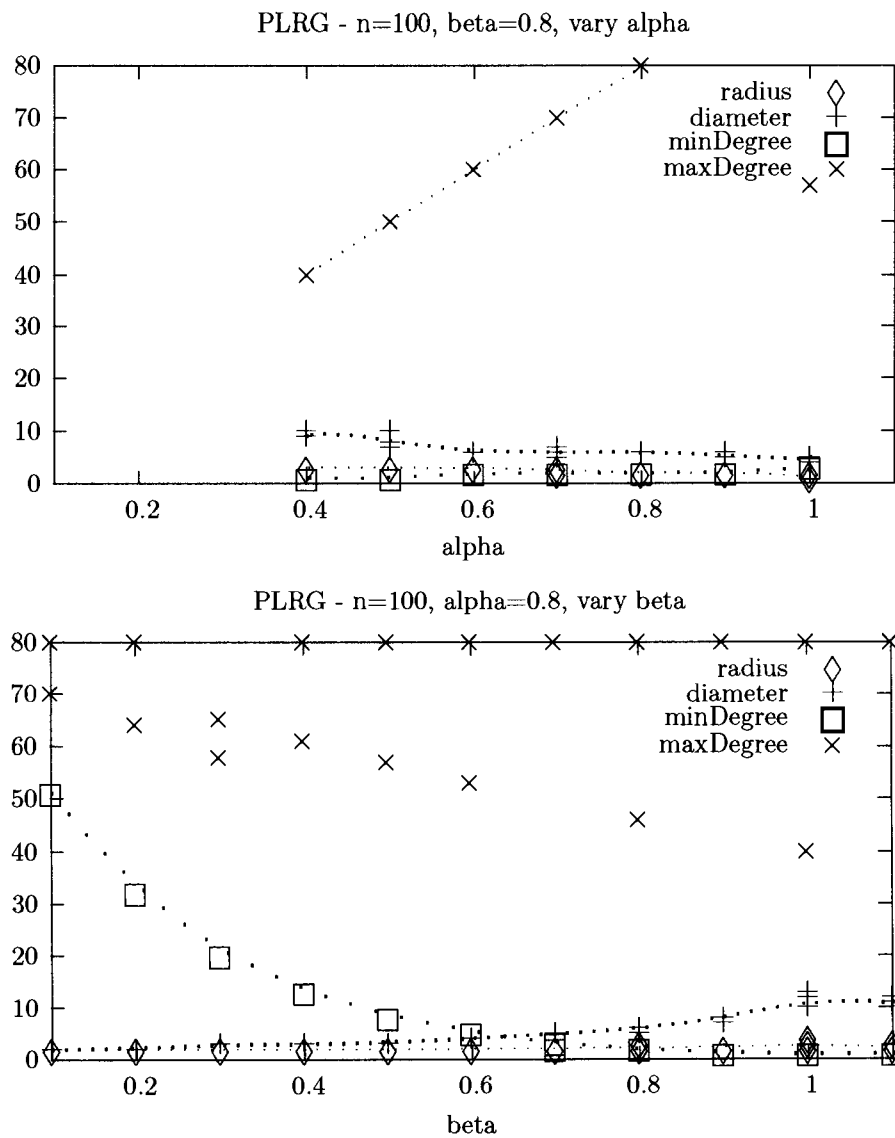 PLRG - n=100, beta=0.8, vary alpha
80
70
60
50
40
30
20
10
0
radius
diameter
minDegree
maxDegree
0.2 0.4 0.6 0.8 1
alpha
PLRG - n=100, alpha=0.8, vary beta
80
70
60
50
40
30
20
10
0
radius
diameter
minDegree
maxDegree
0.2 0.4 0.6 0.8 1
beta